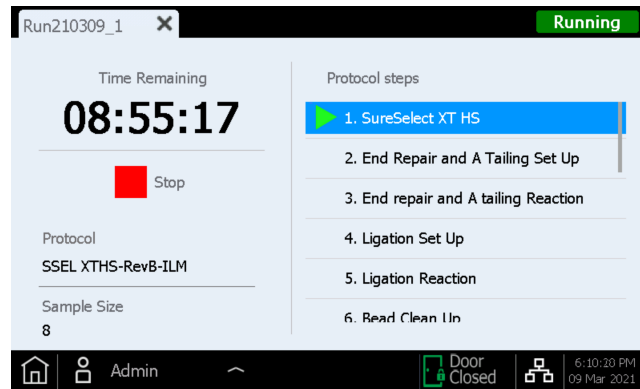 Run210309_1
Running
Time Remaining
08:55:17
Stop
Protocol
SSEL XTHS-RevB-ILM
Sample Size
8
Protocol steps
1. SureSelect XT HS
2. End Repair and A Tailing Set Up
3. End repair and A tailing Reaction
4. Ligation Set Up
5. Ligation Reaction
6. Bead Clean Up
Admin
Door
Closed
6:10:20 PM
09 Mar 2021